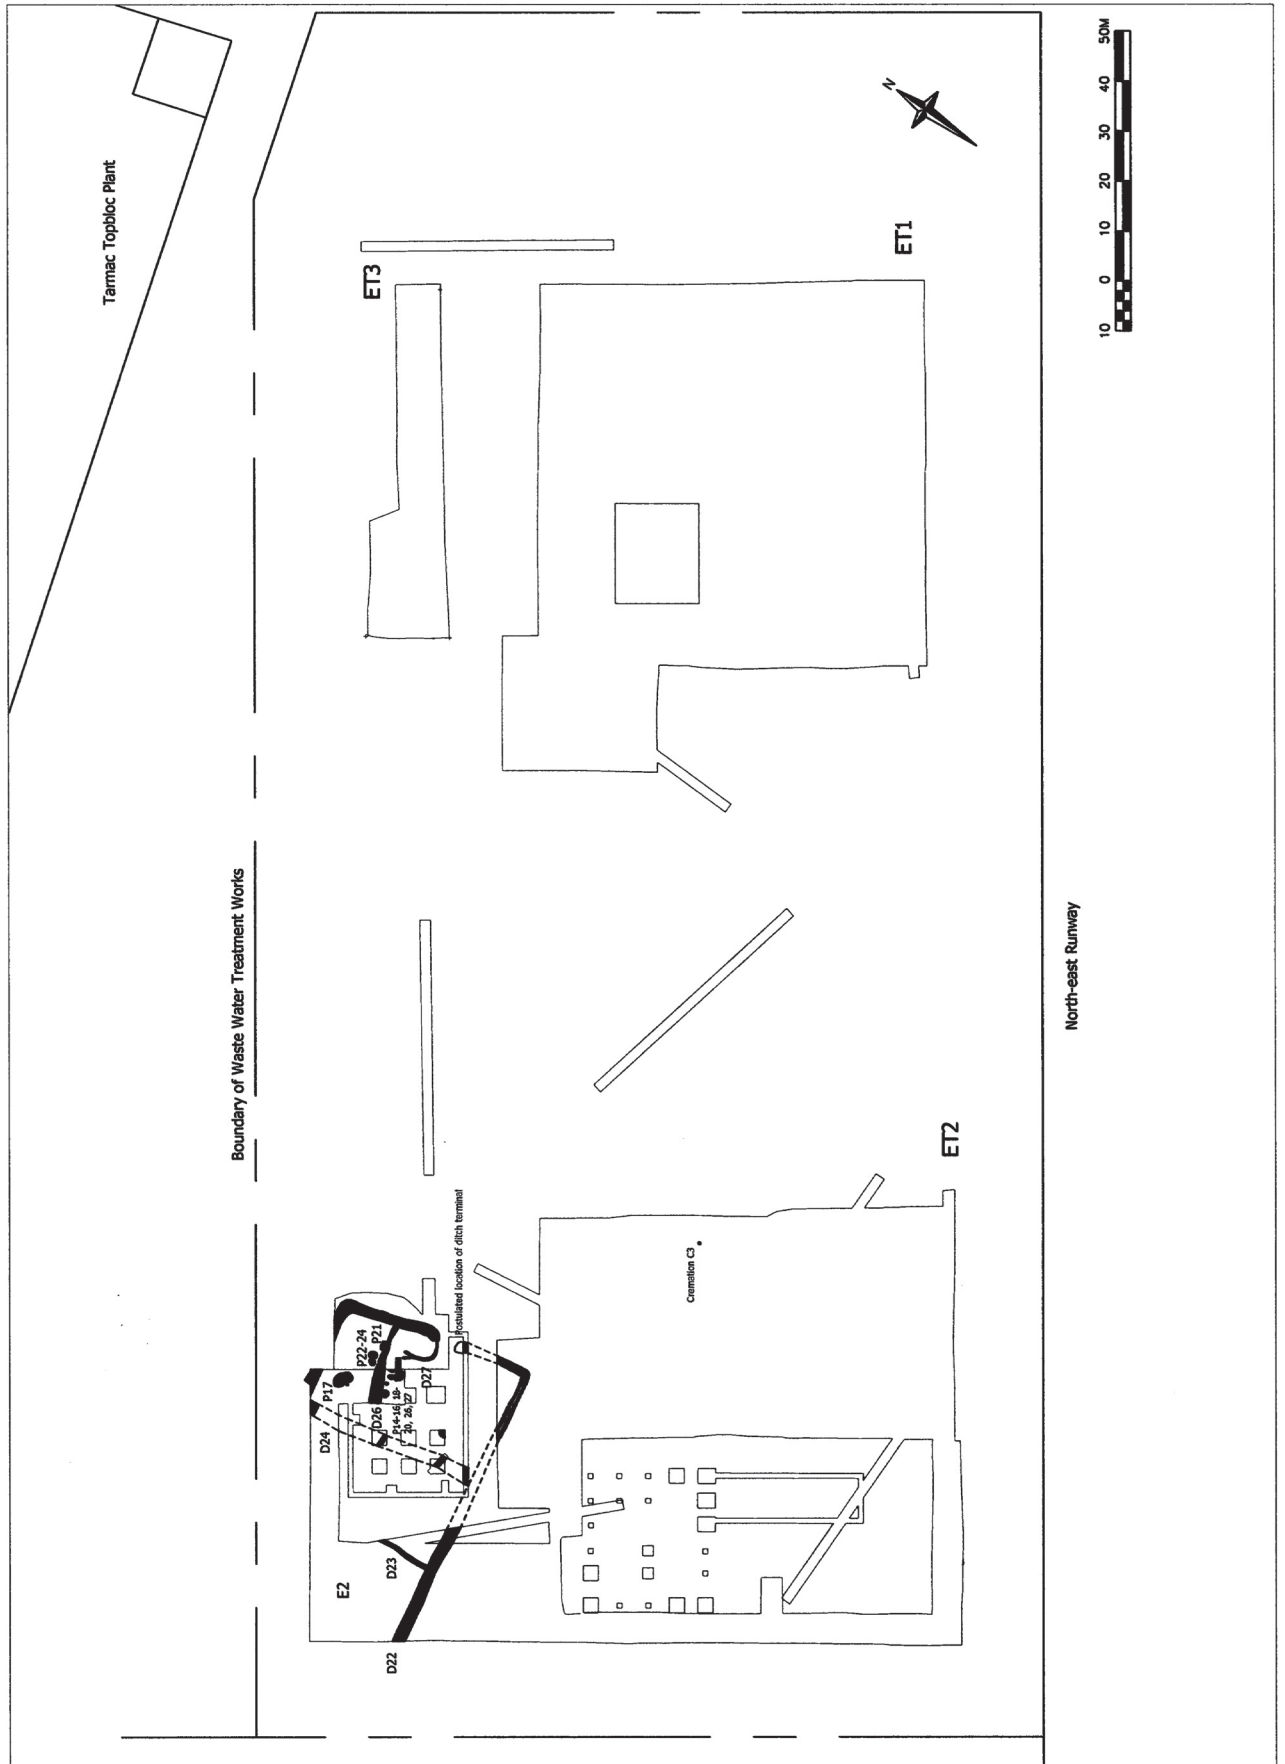 Tarmac Topbloc Plant
Boundary of Waste Water Treatment Works
ET3
ET1
N
10 0 10 20 30 40 50M
North-east Runway
ET2
Postulated location of ditch terminal
Cremation C3
P22-24
P21
P17
D27
D26
P14-16, 18-
20, 26, 27
D24
D23
E2
D22